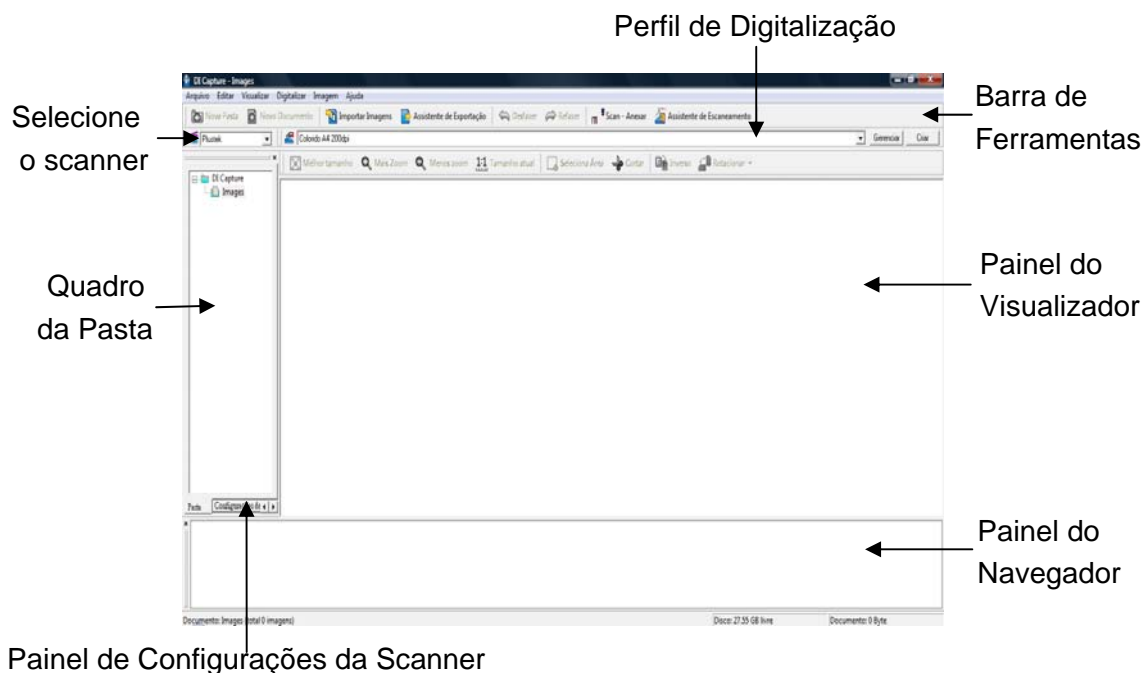 Perfil de Digitalização
DI Capture - Images
Arquivo Editar Visualizar Digitalizar Imagem Ajuda
Selecione
o scanner
Barra de
Ferramentas
Nova Pasta Novo Documento Importar Imagens Assistente de Exportação Desfazer Refazer Scan - Anexar Assistente de Escaneamento
Plustek Colorido A4 200dpi Gerenciar Criar
Melhor tamanho Mais Zoom Menos zoom 1:1 Tamanho atual Seleciona Área Cortar Inverso Rotacionar
DI Capture
Images
Quadro
da Pasta
Painel do
Visualizador
Pasta Configurações do
Painel do
Navegador
Documento: Images (total 0 imagens) Disco: 27.55 GB livre Documento: 0 Byte
Painel de Configurações da Scanner